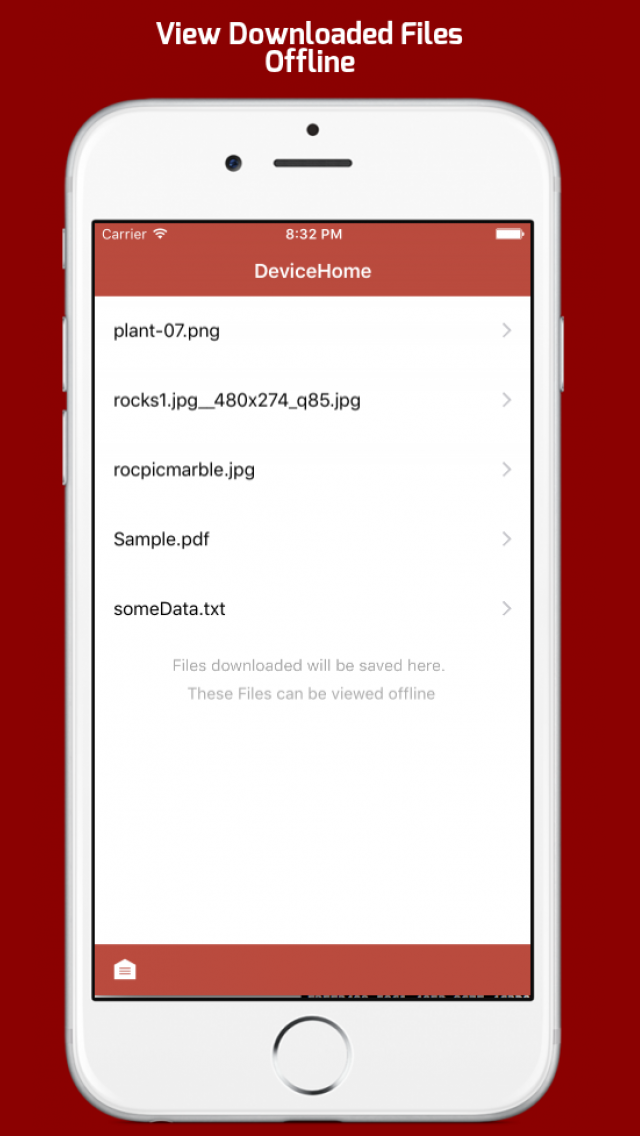 View Downloaded Files
Offline
Carrier 8:32 PM
DeviceHome
plant-07.png
rocks1.jpg__480x274_q85.jpg
rocpicmarble.jpg
Sample.pdf
someData.txt
Files downloaded will be saved here.
These Files can be viewed offline